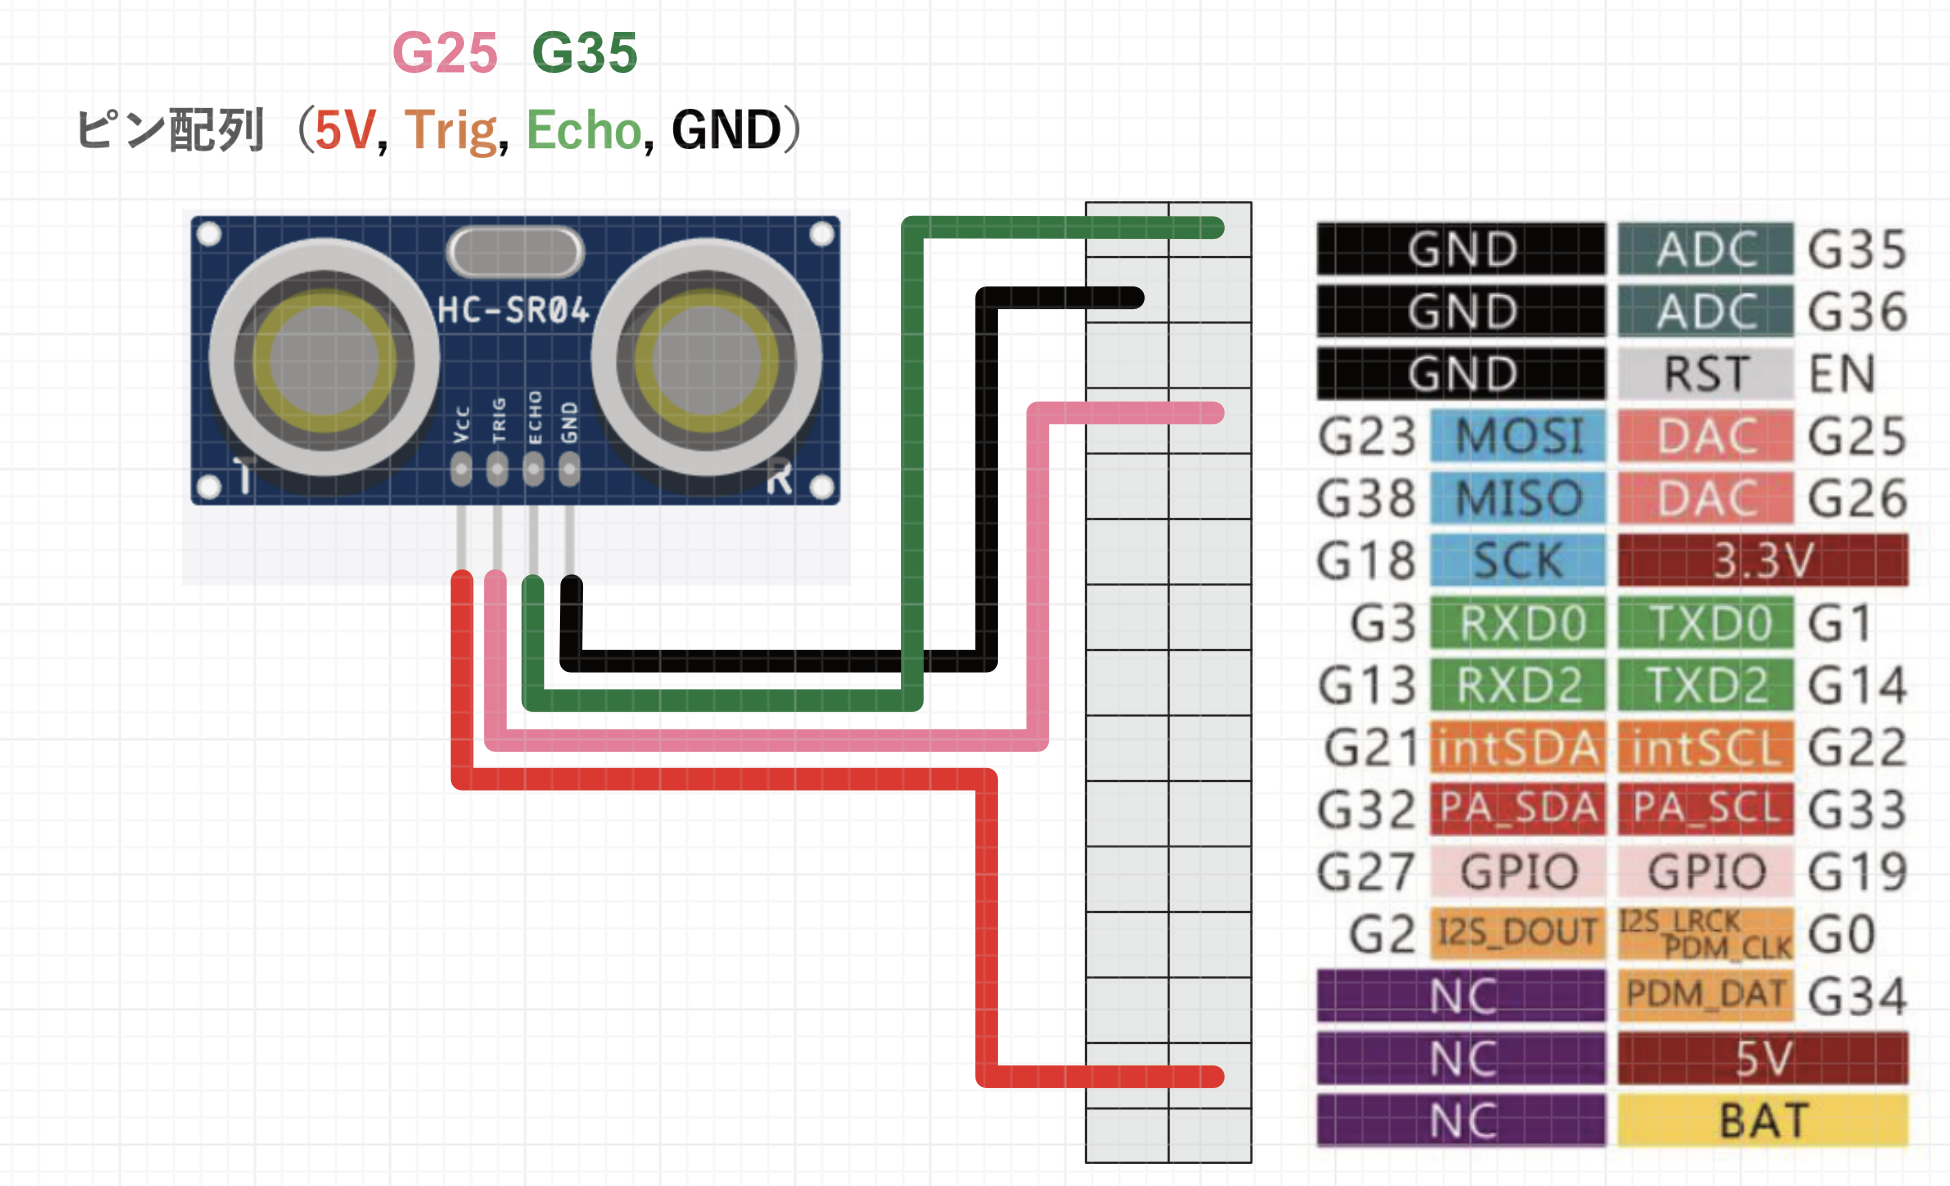 G25 G35
ピン配列（5V, Trig, Echo, GND）
HC-SR04
VCC
TRIG
ECHO
GND
T
R
GND ADC G35
GND ADC G36
GND RST EN
G23 MOSI DAC G25
G38 MISO DAC G26
G18 SCK 3.3V
G3 RXD0 TXD0 G1
G13 RXD2 TXD2 G14
G21 intSDA intSCL G22
G32 PA_SDA PA_SCL G33
G27 GPIO GPIO G19
G2 I2S_DOUT I2S_LRCK PDM_CLK G0
NC PDM_DAT G34
NC 5V
NC BAT